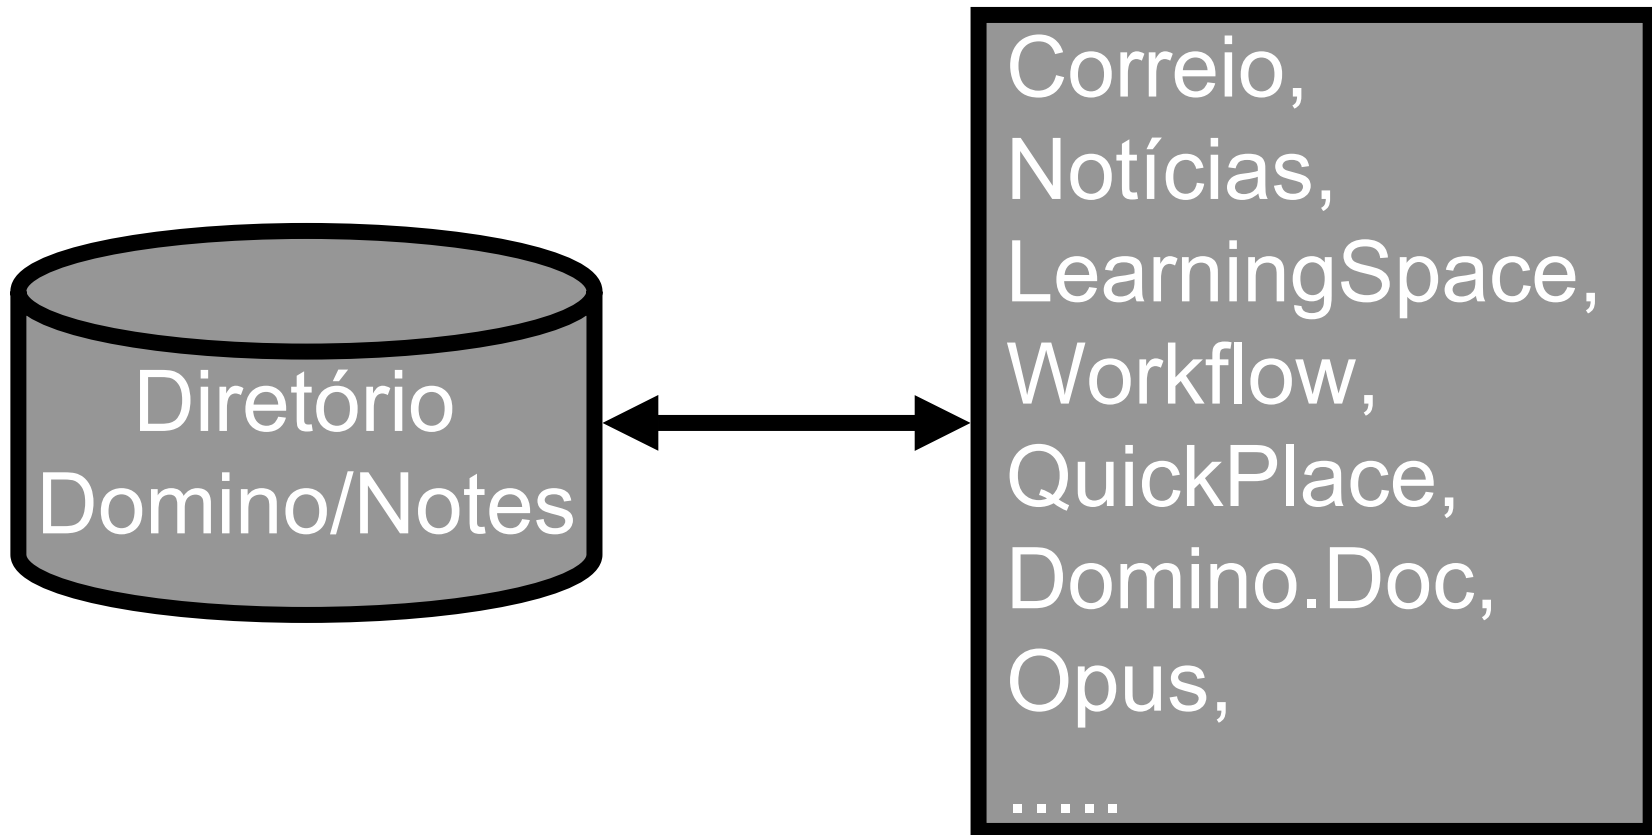 Diretório
Domino/Notes
Correio,
Notícias,
LearningSpace,
Workflow,
QuickPlace,
Domino.Doc,
Opus,
.....